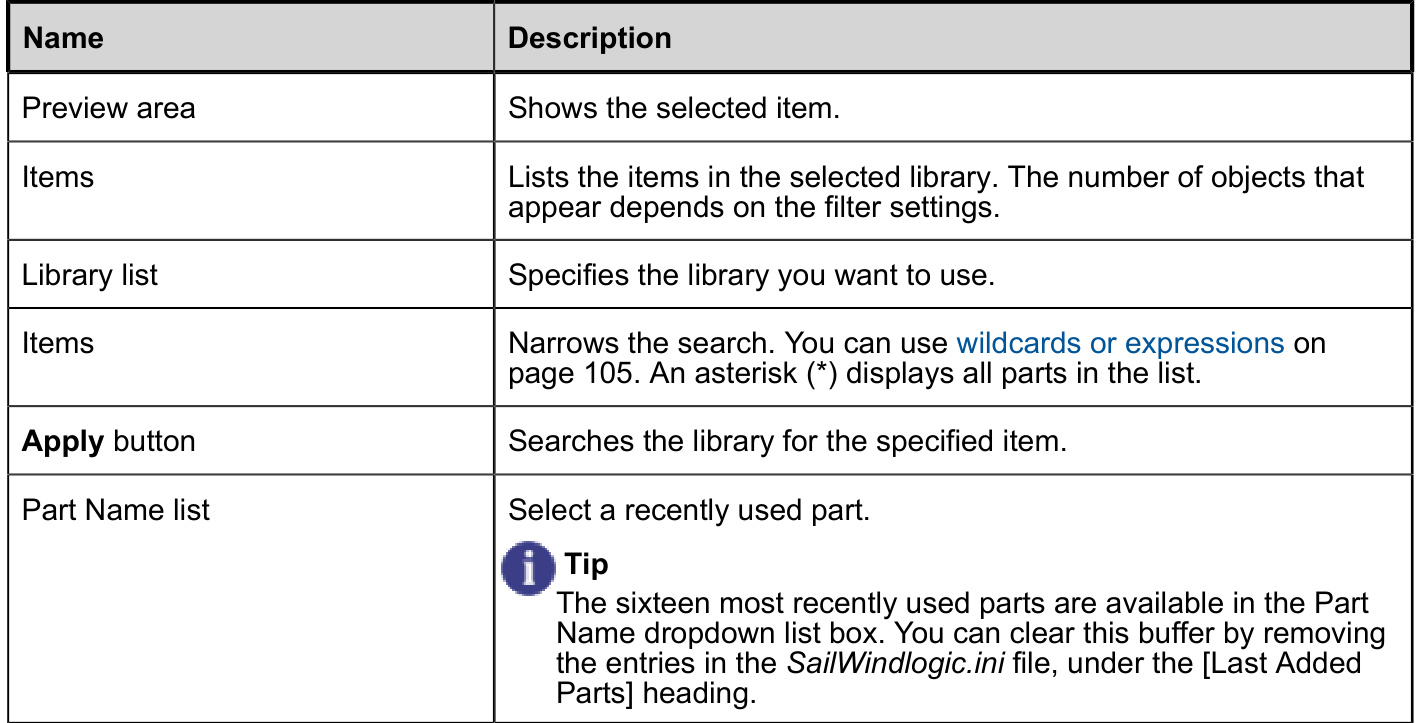 Name Description
Preview area Shows the selected item.
Items Lists the items in the selected library. The number of objects that
appear depends on the filter settings.
Library list Specifies the library you want to use.
Items Narrows the search. You can use wildcards or expressions on
page 105. An asterisk (*) displays all parts in the list.
Apply button Searches the library for the specified item.
Part Name list Select a recently used part.
i Tip
The sixteen most recently used parts are available in the Part
Name dropdown list box. You can clear this buffer by removing
the entries in the SailWindlogic.ini file, under the [Last Added
Parts] heading.